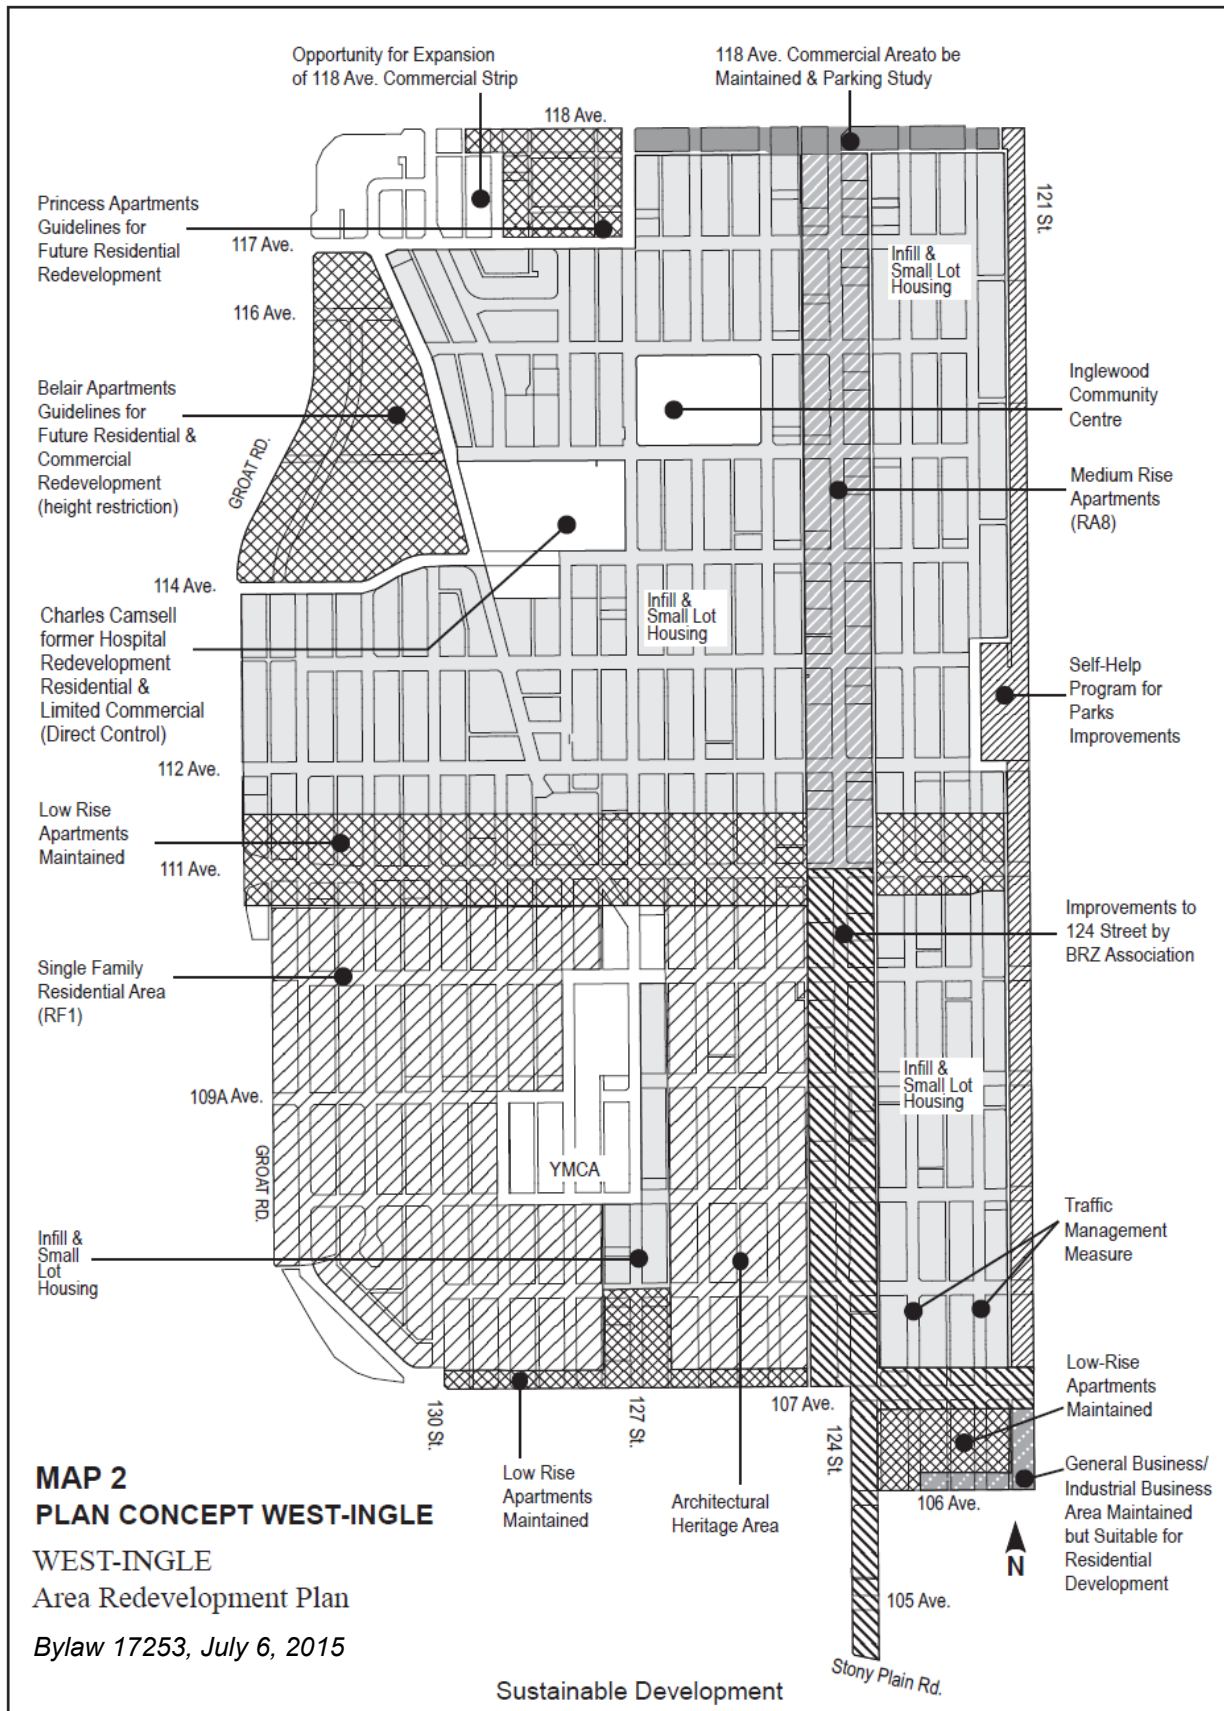 Opportunity for Expansion
of 118 Ave. Commercial Strip
118 Ave. Commercial Areato be
Maintained & Parking Study
118 Ave.
Princess Apartments
Guidelines for
Future Residential
Redevelopment
117 Ave.
121 St.
Infill &
Small Lot
Housing
116 Ave.
Belair Apartments
Guidelines for
Future Residential &
Commercial
Redevelopment
(height restriction)
GROAT RD.
Inglewood
Community
Centre
Medium Rise
Apartments
(RA8)
114 Ave.
Charles Camsell
former Hospital
Redevelopment
Residential &
Limited Commercial
(Direct Control)
Infill &
Small Lot
Housing
Self-Help
Program for
Parks
Improvements
112 Ave.
Low Rise
Apartments
Maintained
111 Ave.
Improvements to
124 Street by
BRZ Association
Single Family
Residential Area
(RF1)
Infill &
Small Lot
Housing
109A Ave.
GROAT RD.
YMCA
Infill &
Small
Lot
Housing
Traffic
Management
Measure
Low-Rise
Apartments
Maintained
130 St.
127 St.
107 Ave.
124 St.
Low Rise
Apartments
Maintained
Architectural
Heritage Area
106 Ave.
General Business/
Industrial Business
Area Maintained
but Suitable for
Residential
Development
N
105 Ave.
Stony Plain Rd.
MAP 2
PLAN CONCEPT WEST-INGLE
WEST-INGLE
Area Redevelopment Plan
Bylaw 17253, July 6, 2015
Sustainable Development